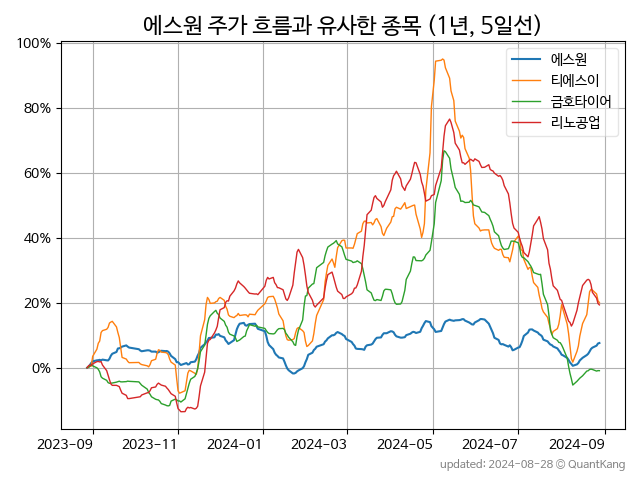 에스원 주가 흐름과 유사한 종목 (1년, 5일선)
100%
80%
60%
40%
20%
0%
에스원
티에스이
금호타이어
리노공업
2023-09 2023-11 2024-01 2024-03 2024-05 2024-07 2024-09
updated: 2024-08-28 © QuantKang